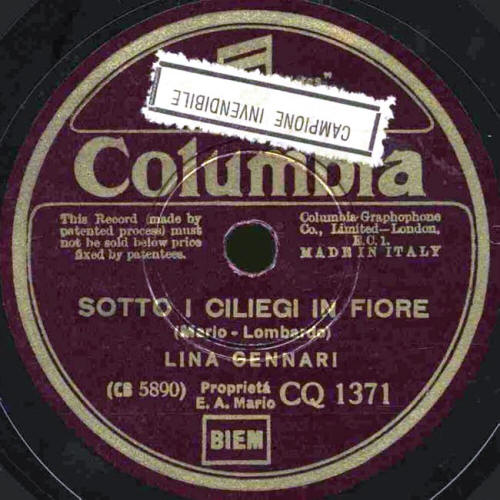 CAMPIONE INVENDIBILE
Columbia
This Record (made by
patented process) must
not be sold below price
fixed by patentees.
Columbia Graphophone
Co., Limited—London,
E.C.1.
MADE IN ITALY
SOTTO I CILIEGI IN FIORE
(Mario - Lombardo)
LINA GENNARI
(CB 5890) Proprietá
E. A. Mario CQ 1371
BIEM